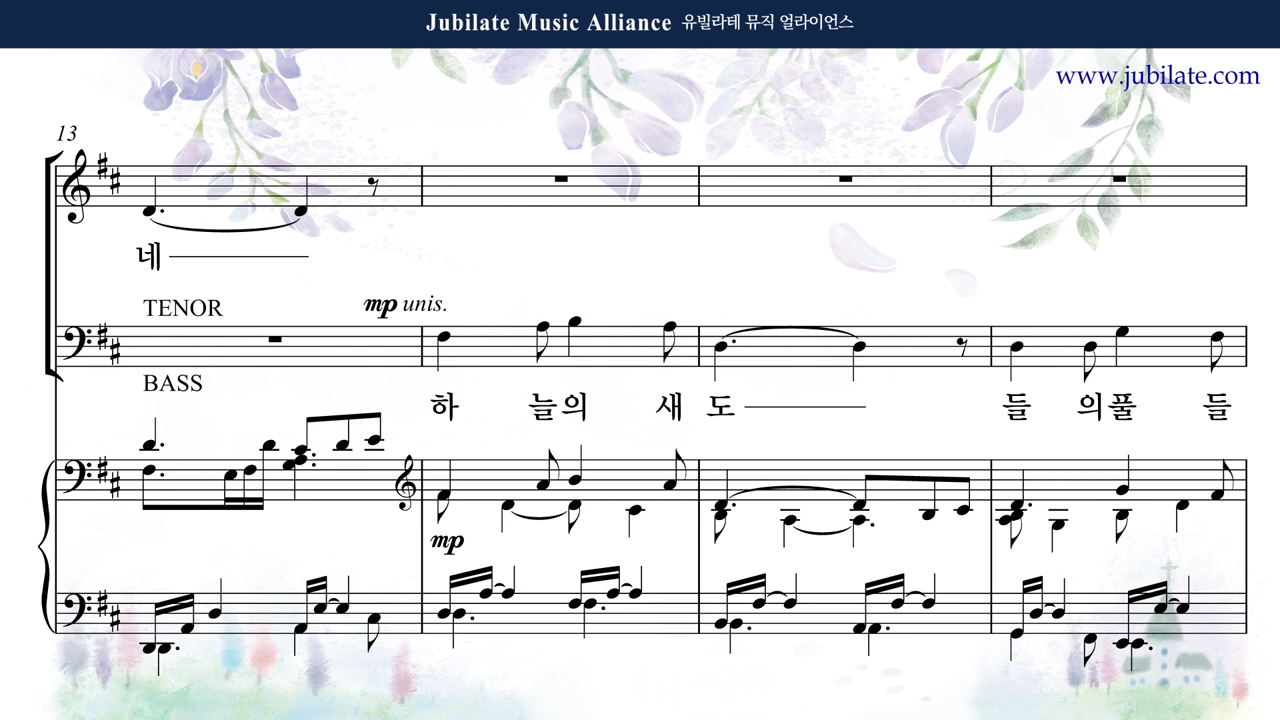 Jubilate Music Alliance 유빌라테 뮤직 얼라이언스
www.jubilate.com
13
네
TENOR
mp unis.
BASS
하 늘의 새 도 들 의풀 들
mp